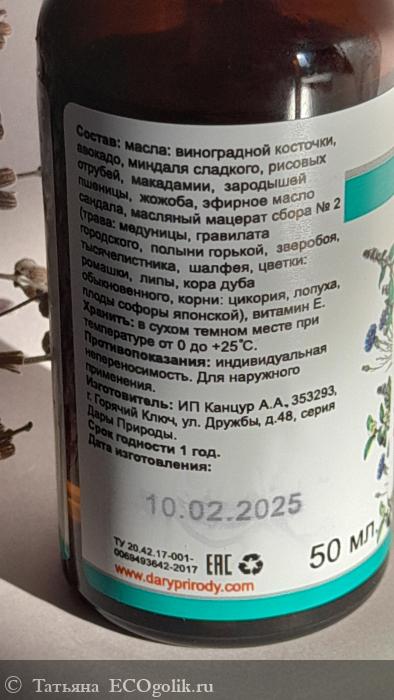 Состав: масла: виноградной косточки,
авокадо, миндаля сладкого, рисовых
отрубей, макадамии, зародышей
пшеницы, жожоба, эфирное масло
сандала, масляный мацерат сбора № 2
(трава: медуницы, гравилата
городского, полыни горькой, зверобоя,
тысячелистника, шалфея, цветки:
ромашки, липы, кора дуба
обыкновенного, корни: цикория, лопуха,
плоды софоры японской), витамин Е.
Хранить: в сухом темном месте при
температуре от 0 до +25°С.
Противопоказания: индивидуальная
непереносимость. Для наружного
применения.
Изготовитель: ИП Канцур А.А., 353293,
г. Горячий Ключ, ул. Дружбы, д.48, серия
Дары Природы.
Срок годности 1 год.
Дата изготовления:
10.02.2025
ТУ 20.42.17-001-
0069493642-2017
EAC
50 мл.
www.daryprirody.com
© Татьяна ECOgolik.ru